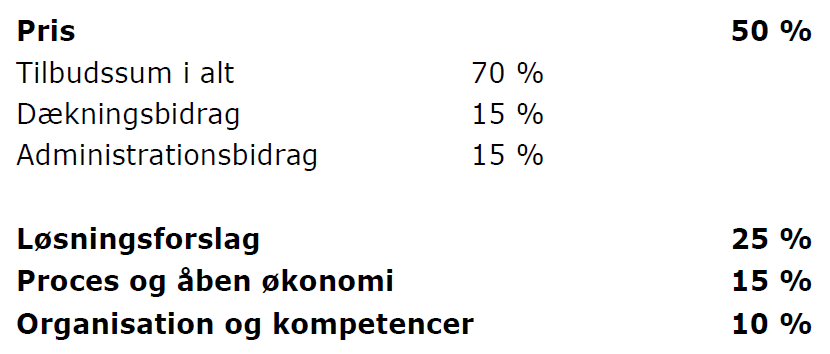 Pris 50 %
Tilbudssum i alt 70 %
Dækningsbidrag 15 %
Administrationsbidrag 15 %
Løsningsforslag 25 %
Proces og åben økonomi 15 %
Organisation og kompetencer 10 %